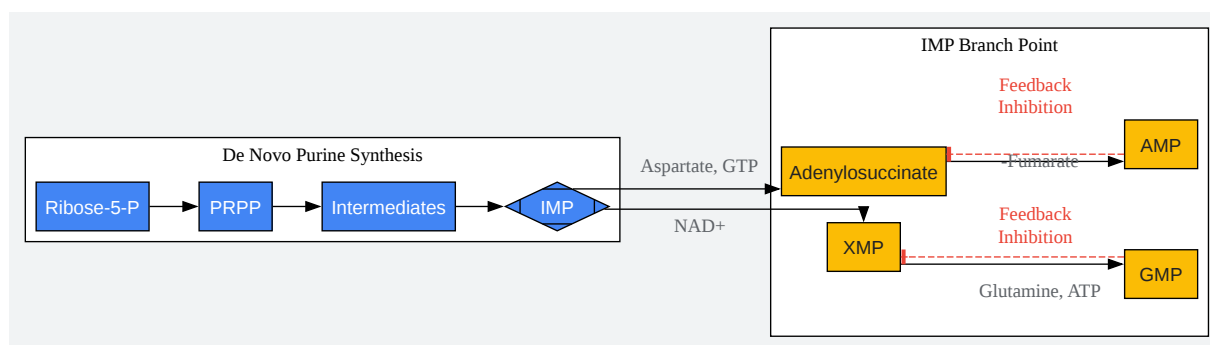 IMP Branch Point
Feedback
Inhibition
De Novo Purine Synthesis
Aspartate, GTP
Adenylosuccinate
-Fumarate
AMP
Ribose-5-P
PRPP
Intermediates
IMP
NAD+
Feedback
Inhibition
XMP
GMP
Glutamine, ATP